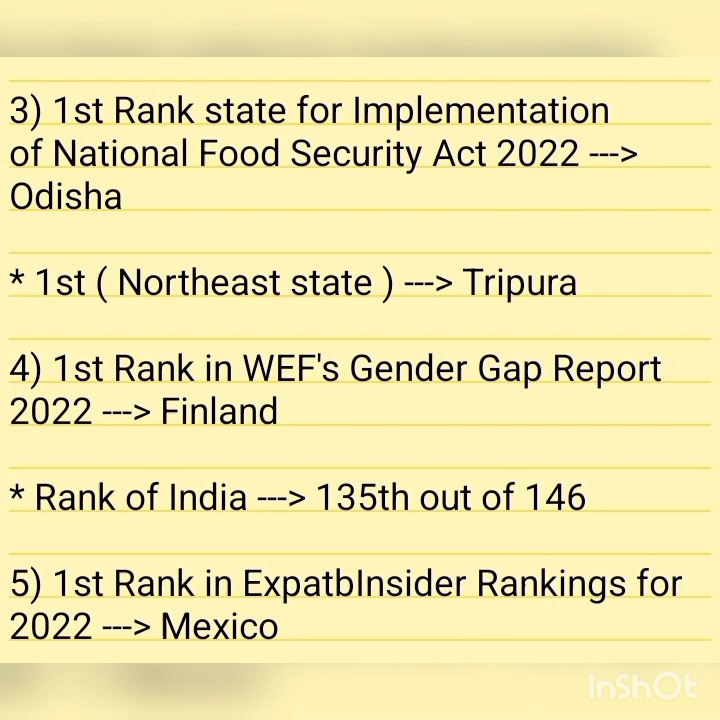 3) 1st Rank state for Implementation
of National Food Security Act 2022 --->
Odisha
* 1st ( Northeast state ) ---> Tripura
4) 1st Rank in WEF's Gender Gap Report
2022 ---> Finland
* Rank of India ---> 135th out of 146
5) 1st Rank in ExpatbInsider Rankings for
2022 ---> Mexico
InShOt